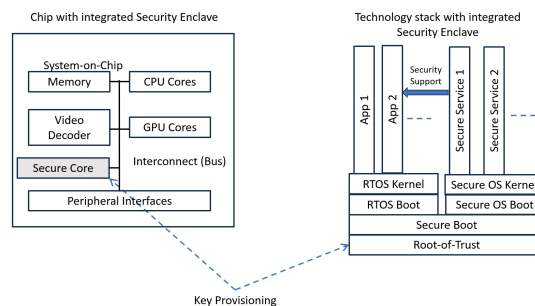 Chip with integrated Security Enclave
System-on-Chip
Memory
CPU Cores
Video
Decoder
GPU Cores
Secure Core
Interconnect (Bus)
Peripheral Interfaces
Technology stack with integrated
Security Enclave
App 1
App 2
Security
Support
Secure Service 1
Secure Service 2
RTOS Kernel
Secure OS Kerne
RTOS Boot
Secure OS Boot
Secure Boot
Root-of-Trust
Key Provisioning